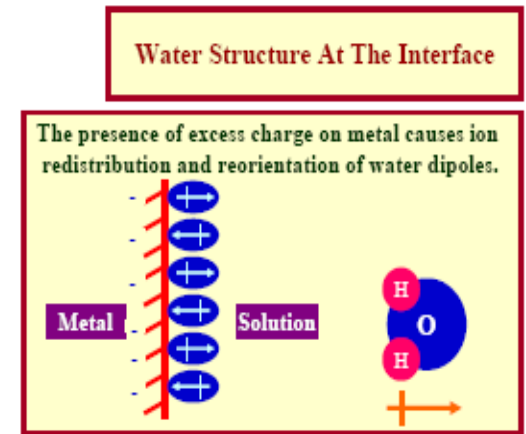 Water Structure At The Interface
The presence of excess charge on metal causes ion
redistribution and reorientation of water dipoles.
-
-
-
Metal
-
Solution
-
-
H
O
H